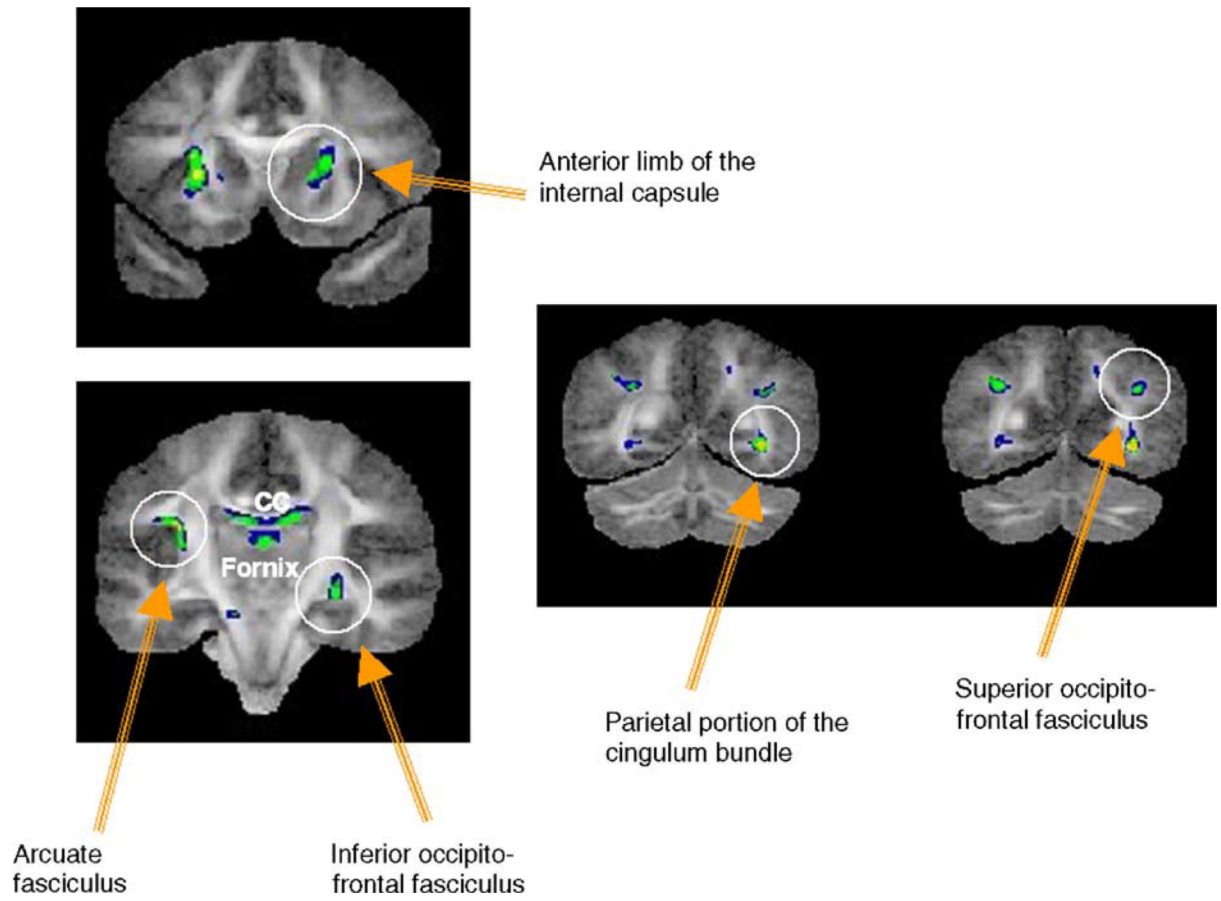 Anterior limb of the
internal capsule
CC
Fornix
Parietal portion of the
cingulum bundle
Superior occipito-
frontal fasciculus
Arcuate
fasciculus
Inferior occipito-
frontal fasciculus